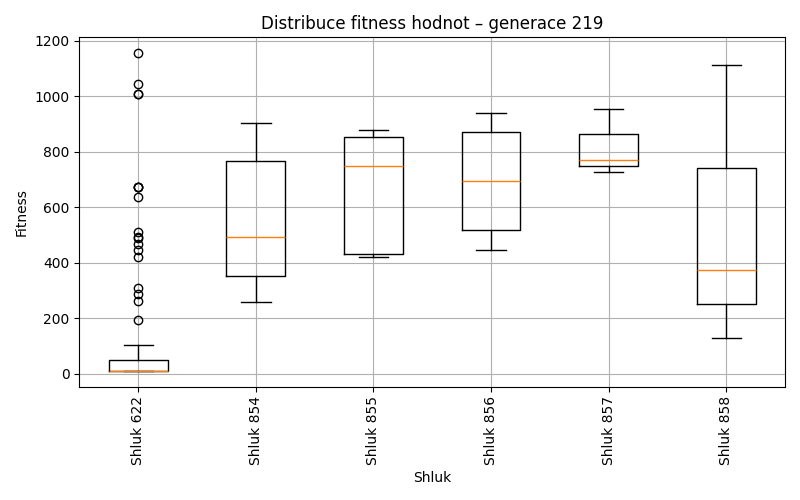 Distribuce fitness hodnot – generace 219
Fitness
1200
1000
800
600
400
200
0
Shluk 622
Shluk 854
Shluk 855
Shluk 856
Shluk 857
Shluk 858
Shluk